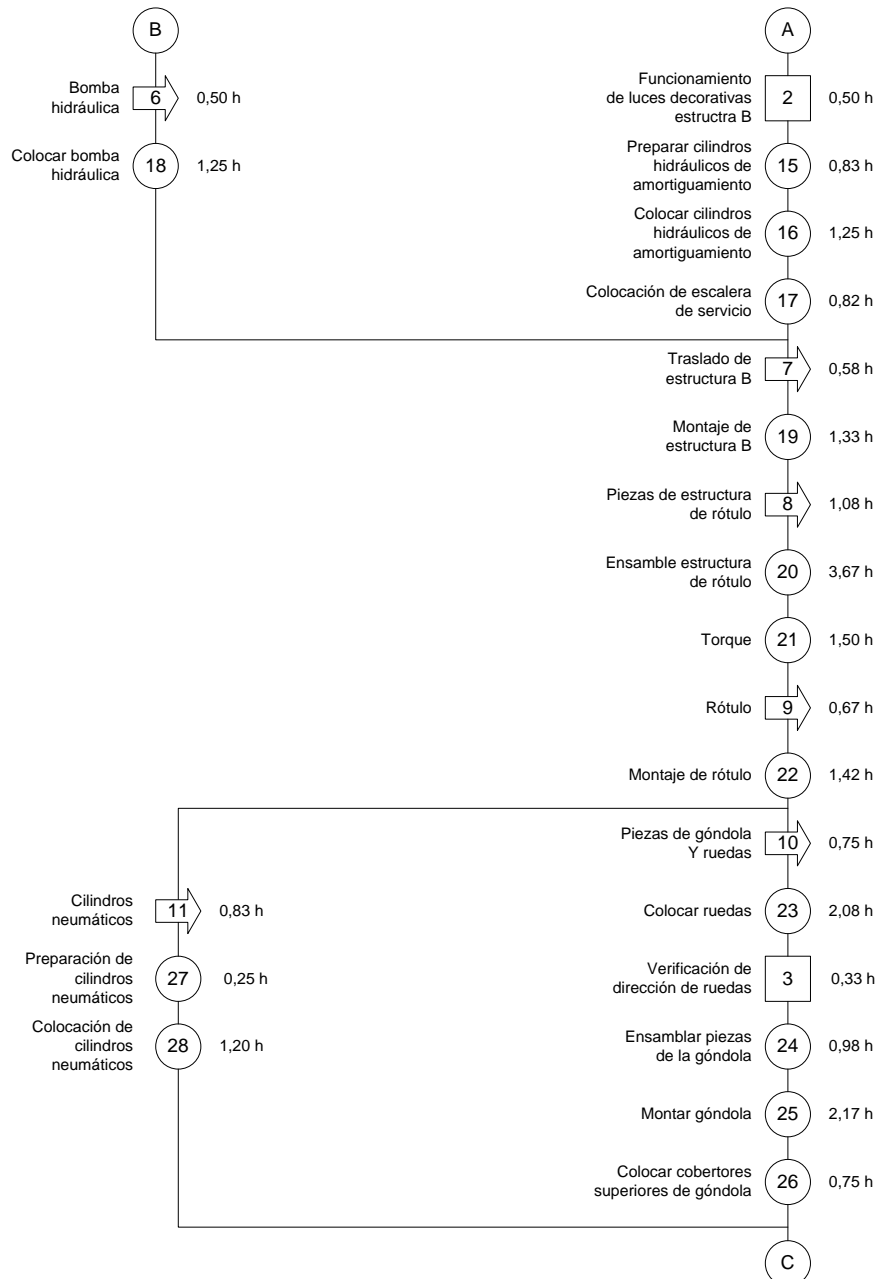 B
A
Bomba
hidráulica
6
0,50 h
Funcionamiento
de luces decorativas
estructra B
2
0,50 h
Colocar bomba
hidráulica
18
1,25 h
Preparar cilindros
hidráulicos de
amortiguamiento
15
0,83 h
Colocar cilindros
hidráulicos de
amortiguamiento
16
1,25 h
Colocación de escalera
de servicio
17
0,82 h
Traslado de
estructura B
7
0,58 h
Montaje de
estructura B
19
1,33 h
Piezas de estructura
de rótulo
8
1,08 h
Ensamble estructura
de rótulo
20
3,67 h
Torque
21
1,50 h
Rótulo
9
0,67 h
Montaje de rótulo
22
1,42 h
Piezas de góndola
Y ruedas
10
0,75 h
Cilindros
neumáticos
11
0,83 h
Colocar ruedas
23
2,08 h
Preparación de
cilindros
neumáticos
27
0,25 h
Verificación de
dirección de ruedas
3
0,33 h
Colocación de
cilindros
neumáticos
28
1,20 h
Ensamblar piezas
de la góndola
24
0,98 h
Montar góndola
25
2,17 h
Colocar cobertores
superiores de góndola
26
0,75 h
C